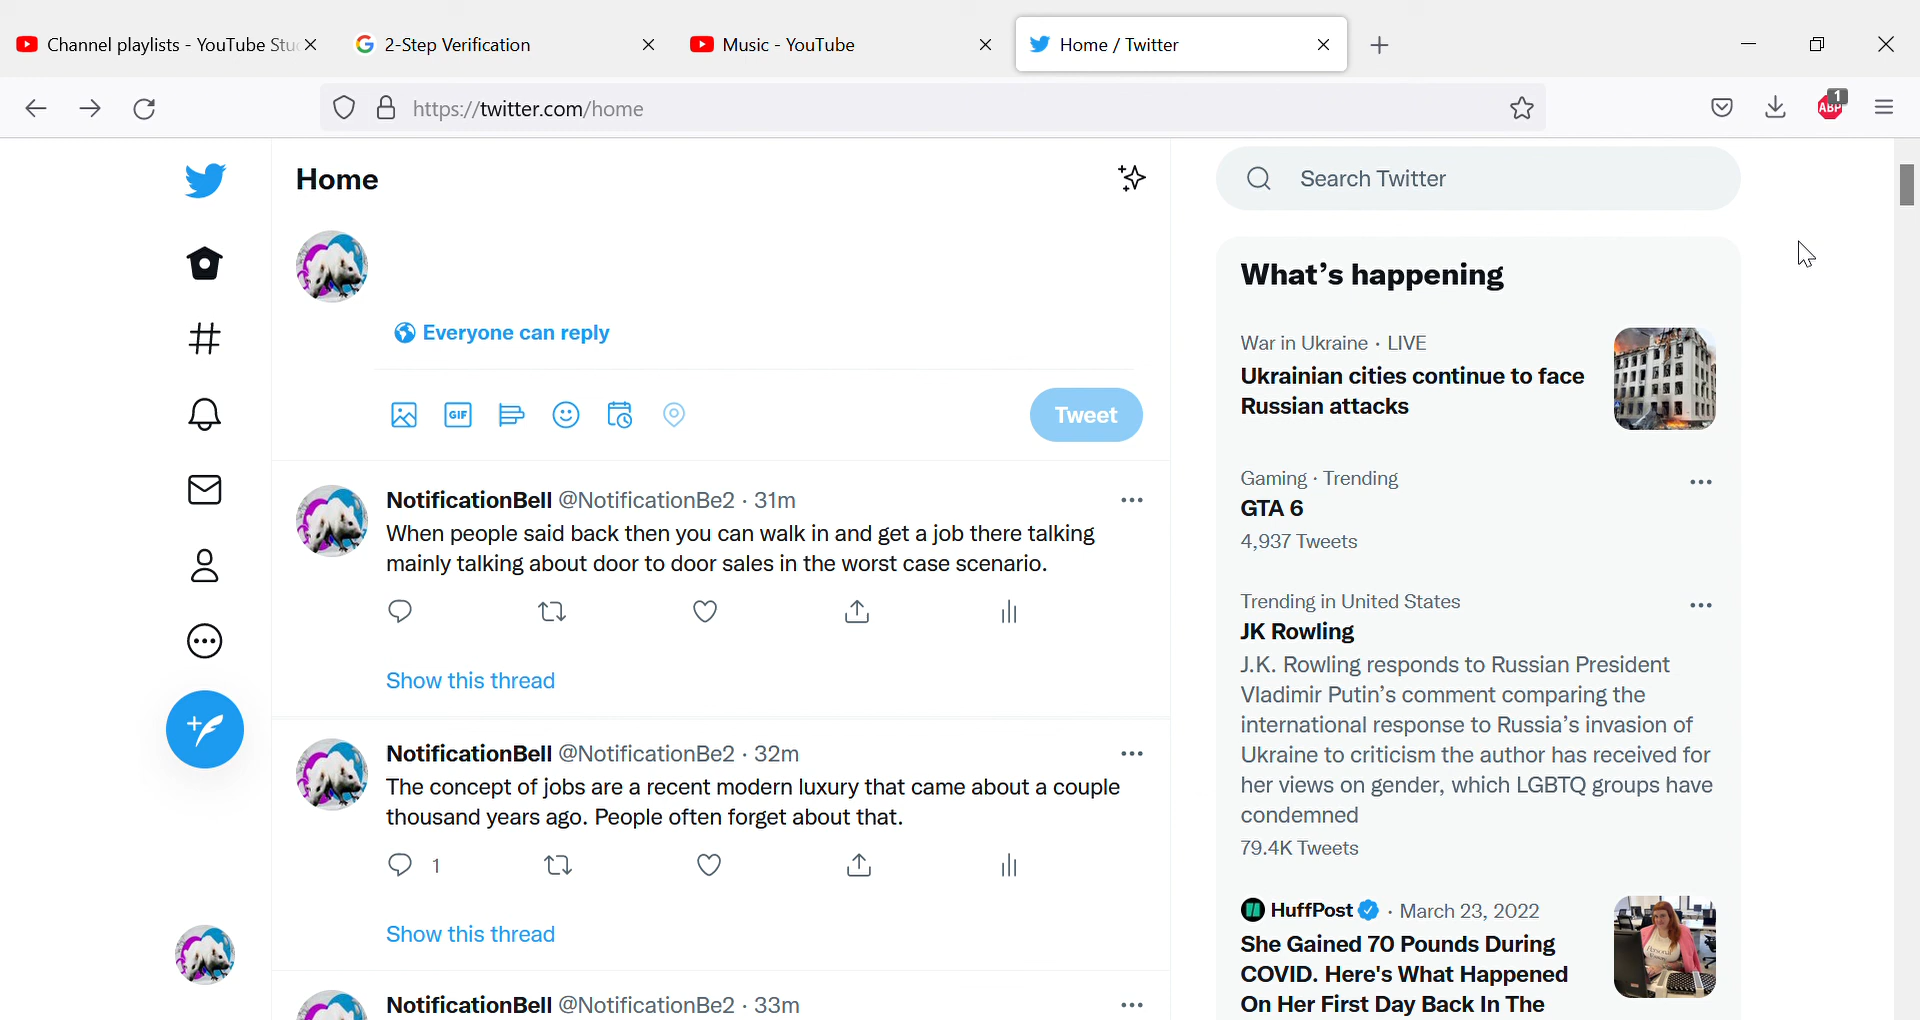 Channel playlists - YouTube Stu
2-Step Verification
Music - YouTube
Home / Twitter
https://twitter.com/home
ABP
1
Home
Search Twitter
Everyone can reply
GIF
Tweet
What's happening
War in Ukraine · LIVE
Ukrainian cities continue to face
Russian attacks
Gaming · Trending
GTA 6
4,937 Tweets
Trending in United States
JK Rowling
J.K. Rowling responds to Russian President
Vladimir Putin's comment comparing the
international response to Russia's invasion of
Ukraine to criticism the author has received for
her views on gender, which LGBTQ groups have
condemned
79.4K Tweets
HuffPost · March 23, 2022
She Gained 70 Pounds During
COVID. Here's What Happened
On Her First Day Back In The
NotificationBell @NotificationBe2 · 31m
When people said back then you can walk in and get a job there talking
mainly talking about door to door sales in the worst case scenario.
Show this thread
NotificationBell @NotificationBe2 · 32m
The concept of jobs are a recent modern luxury that came about a couple
thousand years ago. People often forget about that.
1
Show this thread
NotificationBell @NotificationBe2 · 33m